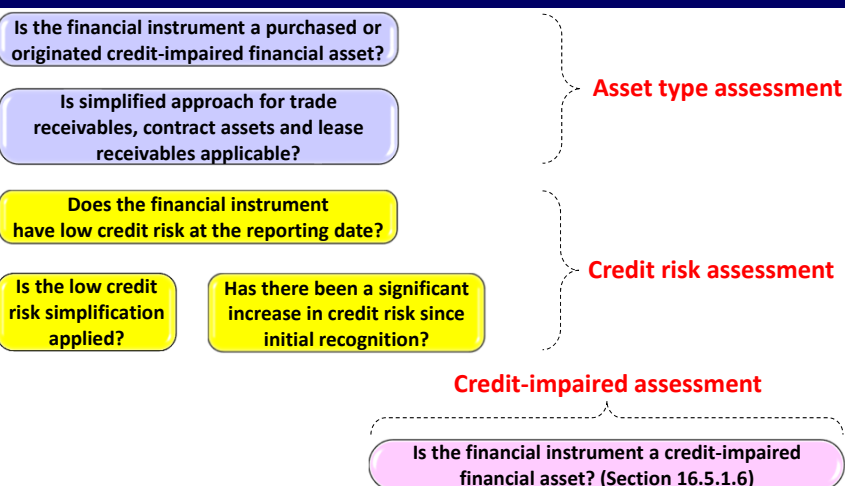 Is the financial instrument a purchased or
originated credit-impaired financial asset?
Is simplified approach for trade
receivables, contract assets and lease
receivables applicable?
Asset type assessment
Does the financial instrument
have low credit risk at the reporting date?
Is the low credit
risk simplification
applied?
Has there been a significant
increase in credit risk since
initial recognition?
Credit risk assessment
Credit-impaired assessment
Is the financial instrument a credit-impaired
financial asset? (Section 16.5.1.6)